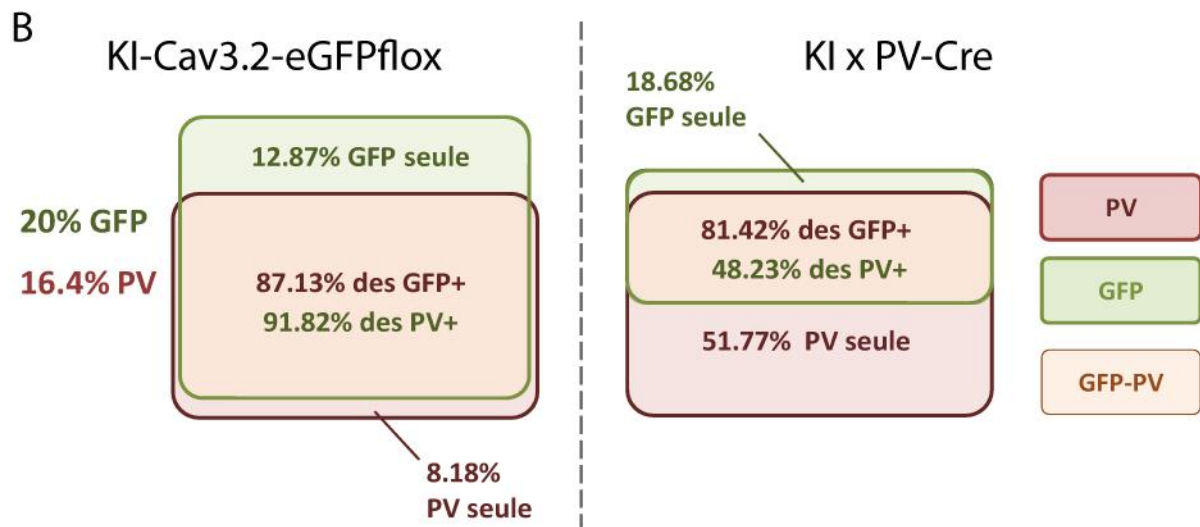 B
KI-Cav3.2-eGFPflox
KI x PV-Cre
12.87% GFP seule
20% GFP
16.4% PV
87.13% des GFP+
91.82% des PV+
8.18%
PV seule
18.68%
GFP seule
81.42% des GFP+
48.23% des PV+
51.77% PV seule
PV
GFP
GFP-PV